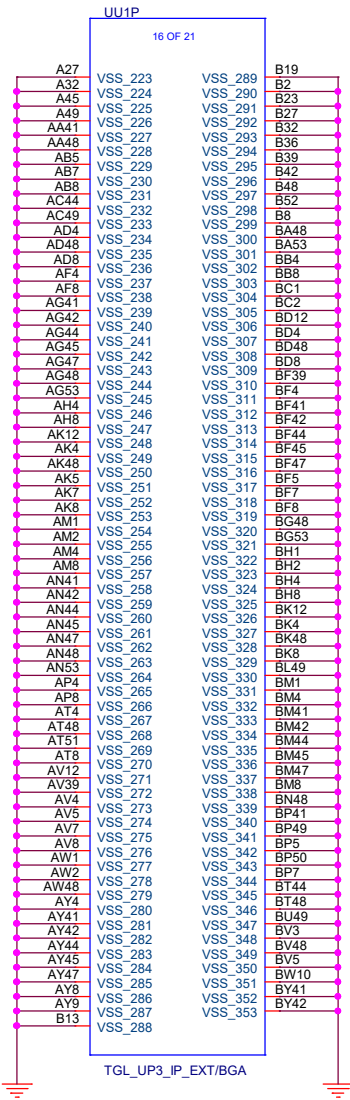 UU1P
16 OF 21
A27 VSS_223 VSS_289 B19
A32 VSS_224 VSS_290 B2
A45 VSS_225 VSS_291 B23
A49 VSS_226 VSS_292 B27
AA41 VSS_227 VSS_293 B32
AA48 VSS_228 VSS_294 B36
AB5 VSS_229 VSS_295 B39
AB7 VSS_230 VSS_296 B42
AB8 VSS_231 VSS_297 B48
AC44 VSS_232 VSS_298 B52
AC49 VSS_233 VSS_299 B8
AD4 VSS_234 VSS_300 BA48
AD48 VSS_235 VSS_301 BA53
AD8 VSS_236 VSS_302 BB4
AF4 VSS_237 VSS_303 BB8
AF8 VSS_238 VSS_304 BC1
AG41 VSS_239 VSS_305 BC2
AG42 VSS_240 VSS_306 BD12
AG44 VSS_241 VSS_307 BD4
AG45 VSS_242 VSS_308 BD48
AG47 VSS_243 VSS_309 BD8
AG48 VSS_244 VSS_310 BF39
AG53 VSS_245 VSS_311 BF4
AH4 VSS_246 VSS_312 BF41
AH8 VSS_247 VSS_313 BF42
AK12 VSS_248 VSS_314 BF44
AK4 VSS_249 VSS_315 BF45
AK48 VSS_250 VSS_316 BF47
AK5 VSS_251 VSS_317 BF5
AK7 VSS_252 VSS_318 BF7
AK8 VSS_253 VSS_319 BF8
AM1 VSS_254 VSS_320 BG48
AM2 VSS_255 VSS_321 BG53
AM4 VSS_256 VSS_322 BH1
AM8 VSS_257 VSS_323 BH2
AN41 VSS_258 VSS_324 BH4
AN42 VSS_259 VSS_325 BH8
AN44 VSS_260 VSS_326 BK12
AN45 VSS_261 VSS_327 BK4
AN47 VSS_262 VSS_328 BK48
AN48 VSS_263 VSS_329 BK8
AN53 VSS_264 VSS_330 BL49
AP4 VSS_265 VSS_331 BM1
AP8 VSS_266 VSS_332 BM4
AT4 VSS_267 VSS_333 BM41
AT48 VSS_268 VSS_334 BM42
AT51 VSS_269 VSS_335 BM44
AT8 VSS_270 VSS_336 BM45
AV12 VSS_271 VSS_337 BM47
AV39 VSS_272 VSS_338 BM8
AV4 VSS_273 VSS_339 BN48
AV5 VSS_274 VSS_340 BP41
AV7 VSS_275 VSS_341 BP49
AV8 VSS_276 VSS_342 BP5
AW1 VSS_277 VSS_343 BP50
AW2 VSS_278 VSS_344 BP7
AW48 VSS_279 VSS_345 BT44
AY4 VSS_280 VSS_346 BT48
AY41 VSS_281 VSS_347 BU49
AY42 VSS_282 VSS_348 BV3
AY44 VSS_283 VSS_349 BV48
AY45 VSS_284 VSS_350 BV5
AY47 VSS_285 VSS_351 BW10
AY8 VSS_286 VSS_352 BY41
AY9 VSS_287 VSS_353 BY42
B13 VSS_288
TGL_UP3_IP_EXT/BGA